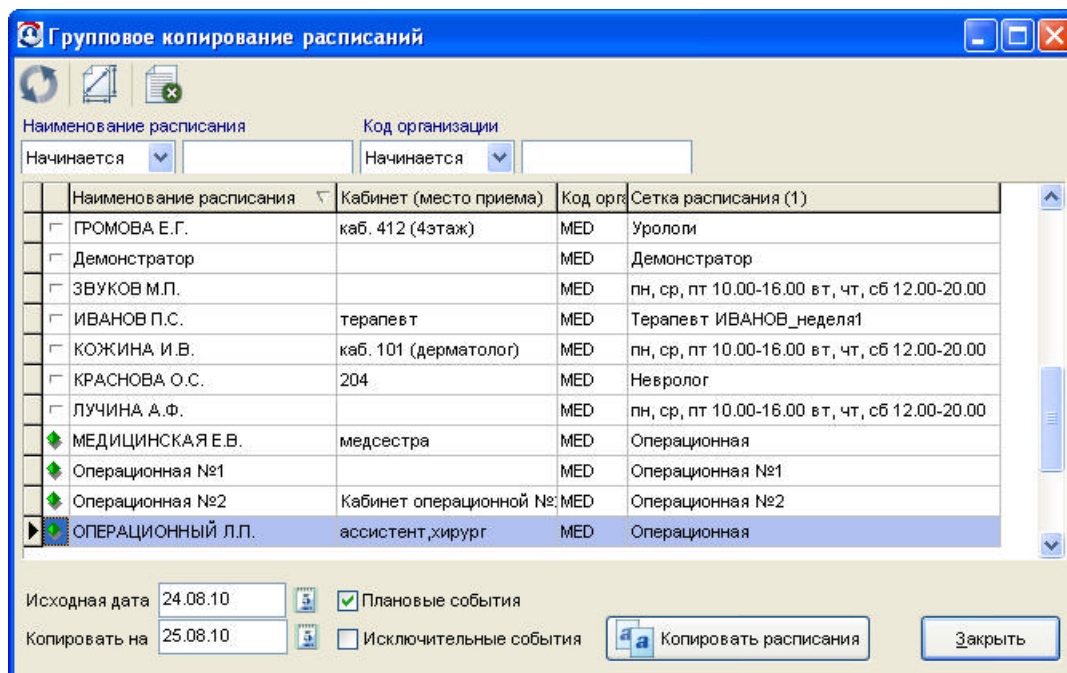 Групповое копирование расписаний
Наименование расписания Код организации
Начинается Начинается
Наименование расписания Кабинет (место приема) Код орга Сетка расписания (1)
ГРОМОВА Е.Г. каб. 412 (4этаж) MED Урологи
Демонстратор MED Демонстратор
ЗВУКОВ М.П. MED пн, ср, пт 10.00-16.00 вт, чт, сб 12.00-20.00
ИВАНОВ П.С. терапевт MED Терапевт ИВАНОВ_неделя1
КОЖИНА И.В. каб. 101 (дерматолог) MED пн, ср, пт 10.00-16.00 вт, чт, сб 12.00-20.00
КРАСНОВА О.С. 204 MED Невролог
ЛУЧИНА А.Ф. MED пн, ср, пт 10.00-16.00 вт, чт, сб 12.00-20.00
МЕДИЦИНСКАЯ Е.В. медсестра MED Операционная
Операционная №1 MED Операционная №1
Операционная №2 Кабинет операционной № MED Операционная №2
ОПЕРАЦИОННЫЙ Л.П. ассистент,хирург MED Операционная
Исходная дата 24.08.10 Плановые события
Копировать на 25.08.10 Исключительные события Копировать расписания Закрыть